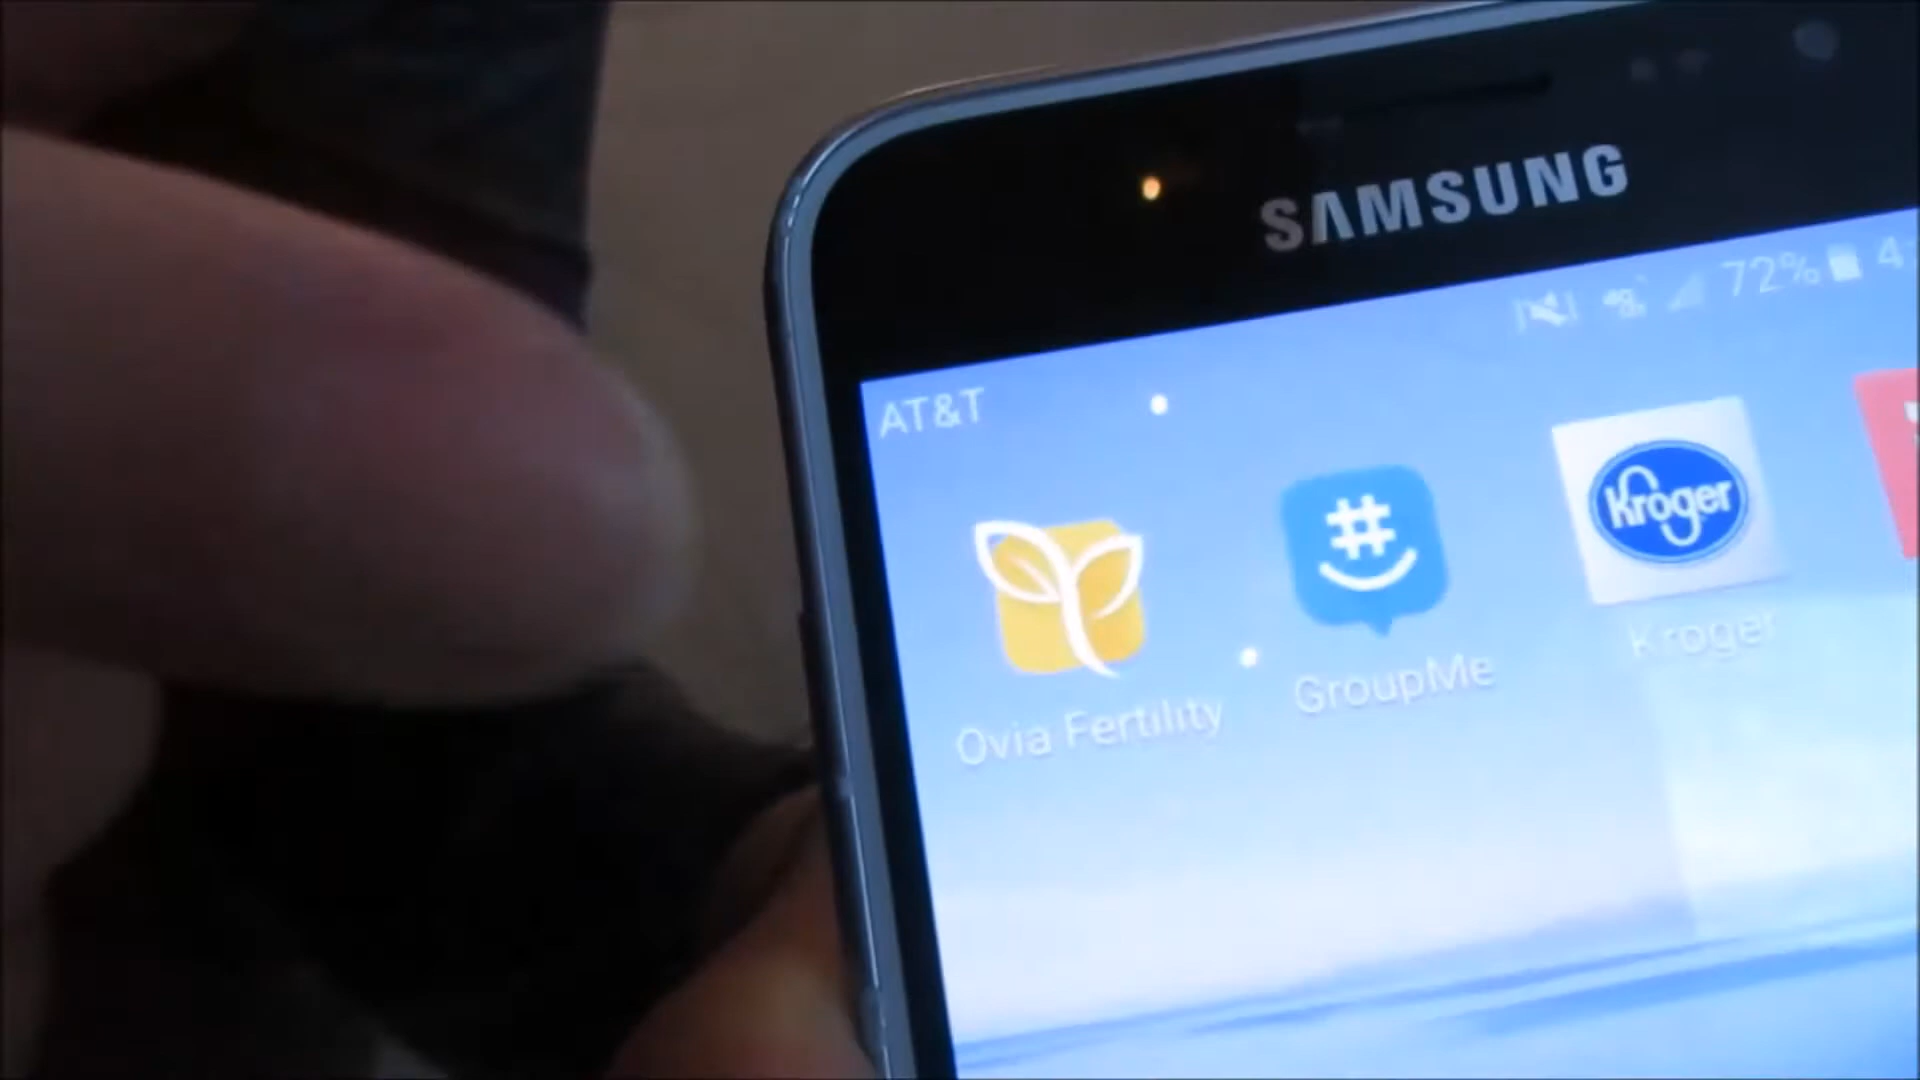 SAMSUNG
72%
AT&T
Kroger
Ovia Fertility
GroupMe
Kroger